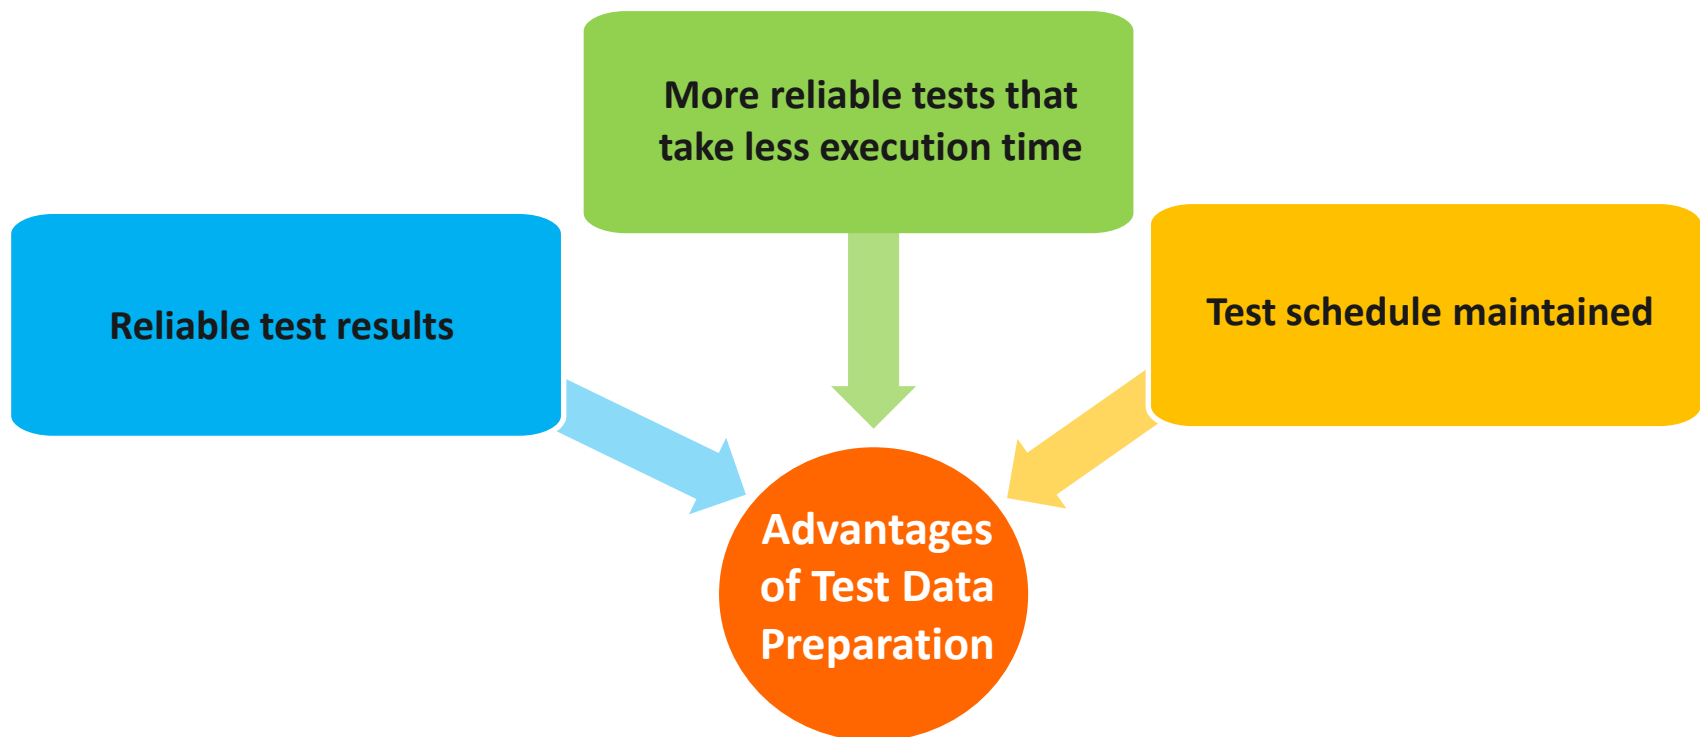 More reliable tests that
take less execution time
Reliable test results
Test schedule maintained
Advantages
of Test Data
Preparation